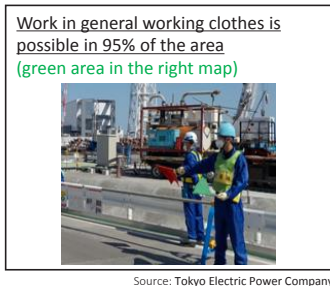 Work in general working clothes is
possible in 95% of the area
(green area in the right map)
Source: Tokyo Electric Power Company